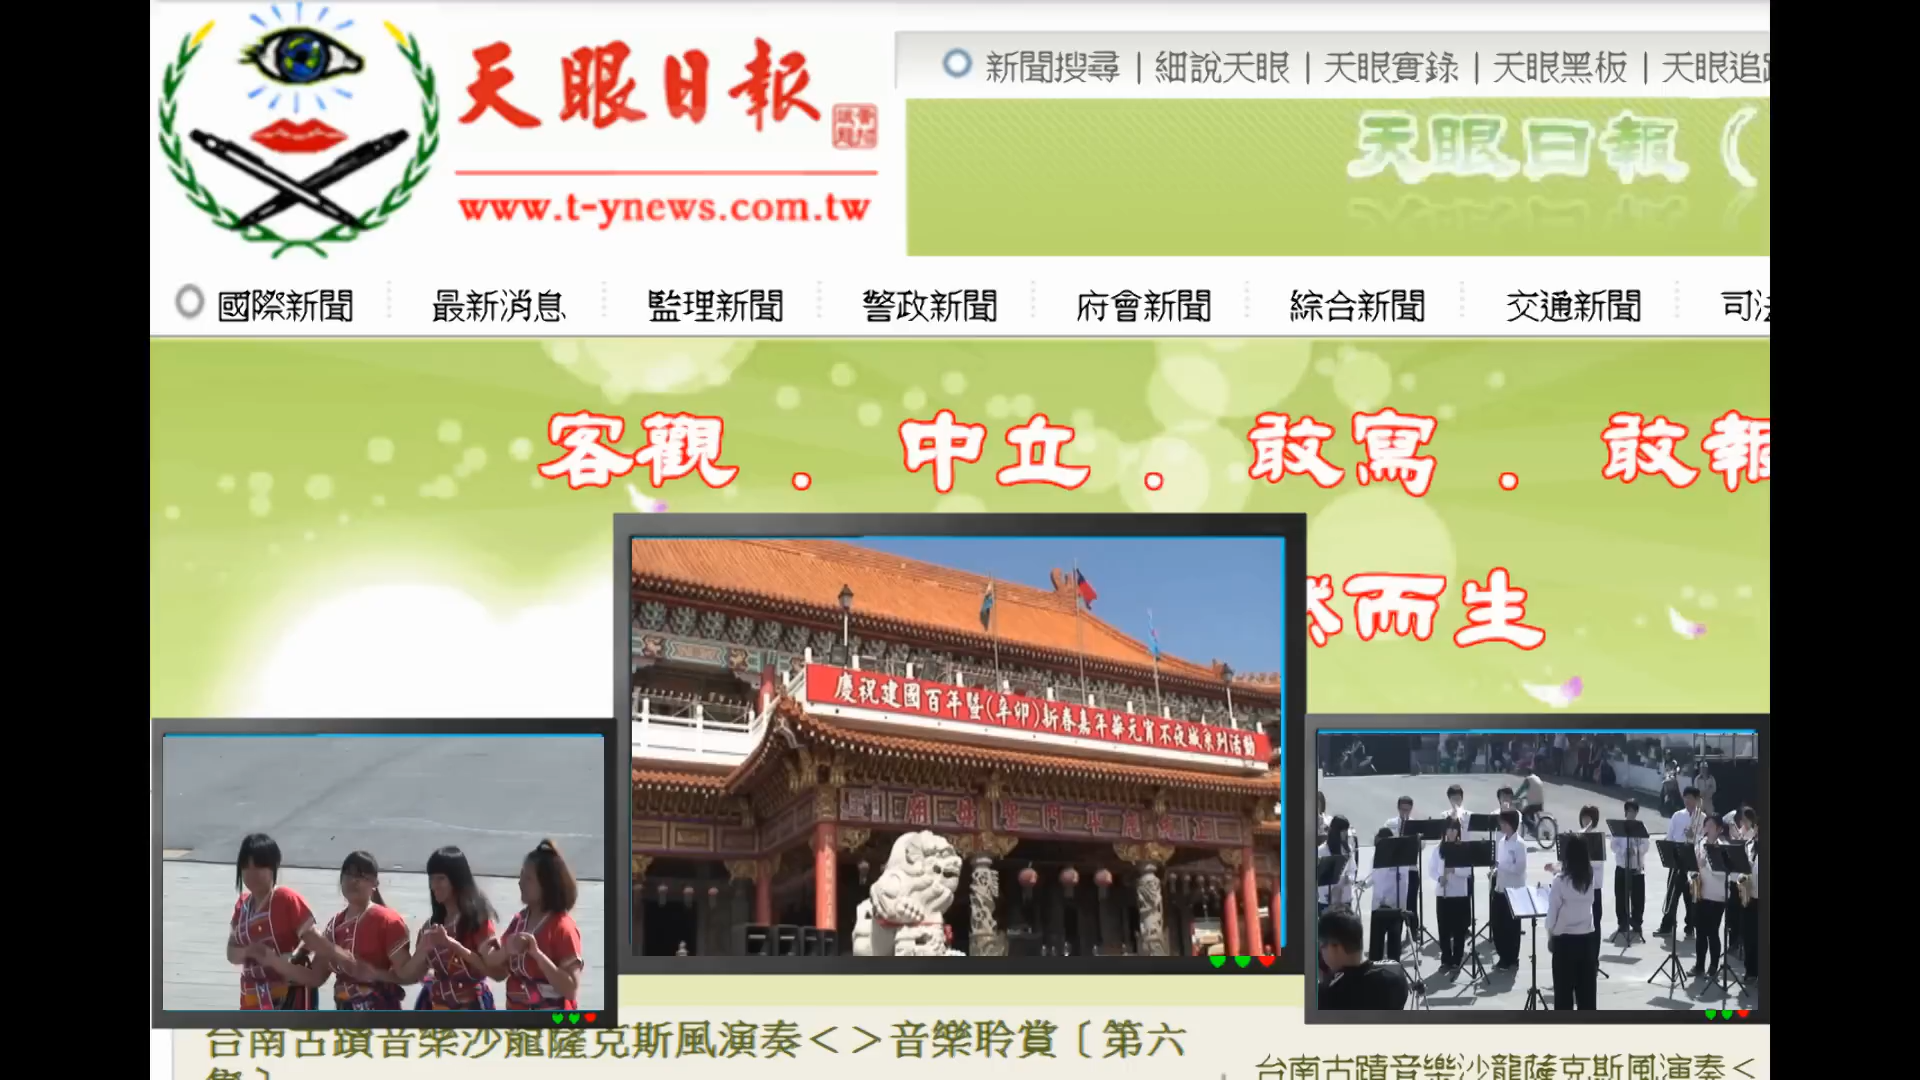 天眼日報
www.t-ynews.com.tw
新聞搜尋 | 細說天眼 | 天眼實錄 | 天眼黑板 | 天眼追
天眼日報（
國際新聞 最新消息 監理新聞 警政新聞 府會新聞 綜合新聞 交通新聞 司
客觀．中立．敢寫．敢報
而生
慶祝建國百年暨(辛卯)新春嘉年華元宵不夜城系列活動
台南古蹟音樂沙龍薩克斯風演奏＜＞音樂聆賞〔第六
台南古蹟音樂沙龍薩克斯風演奏＜